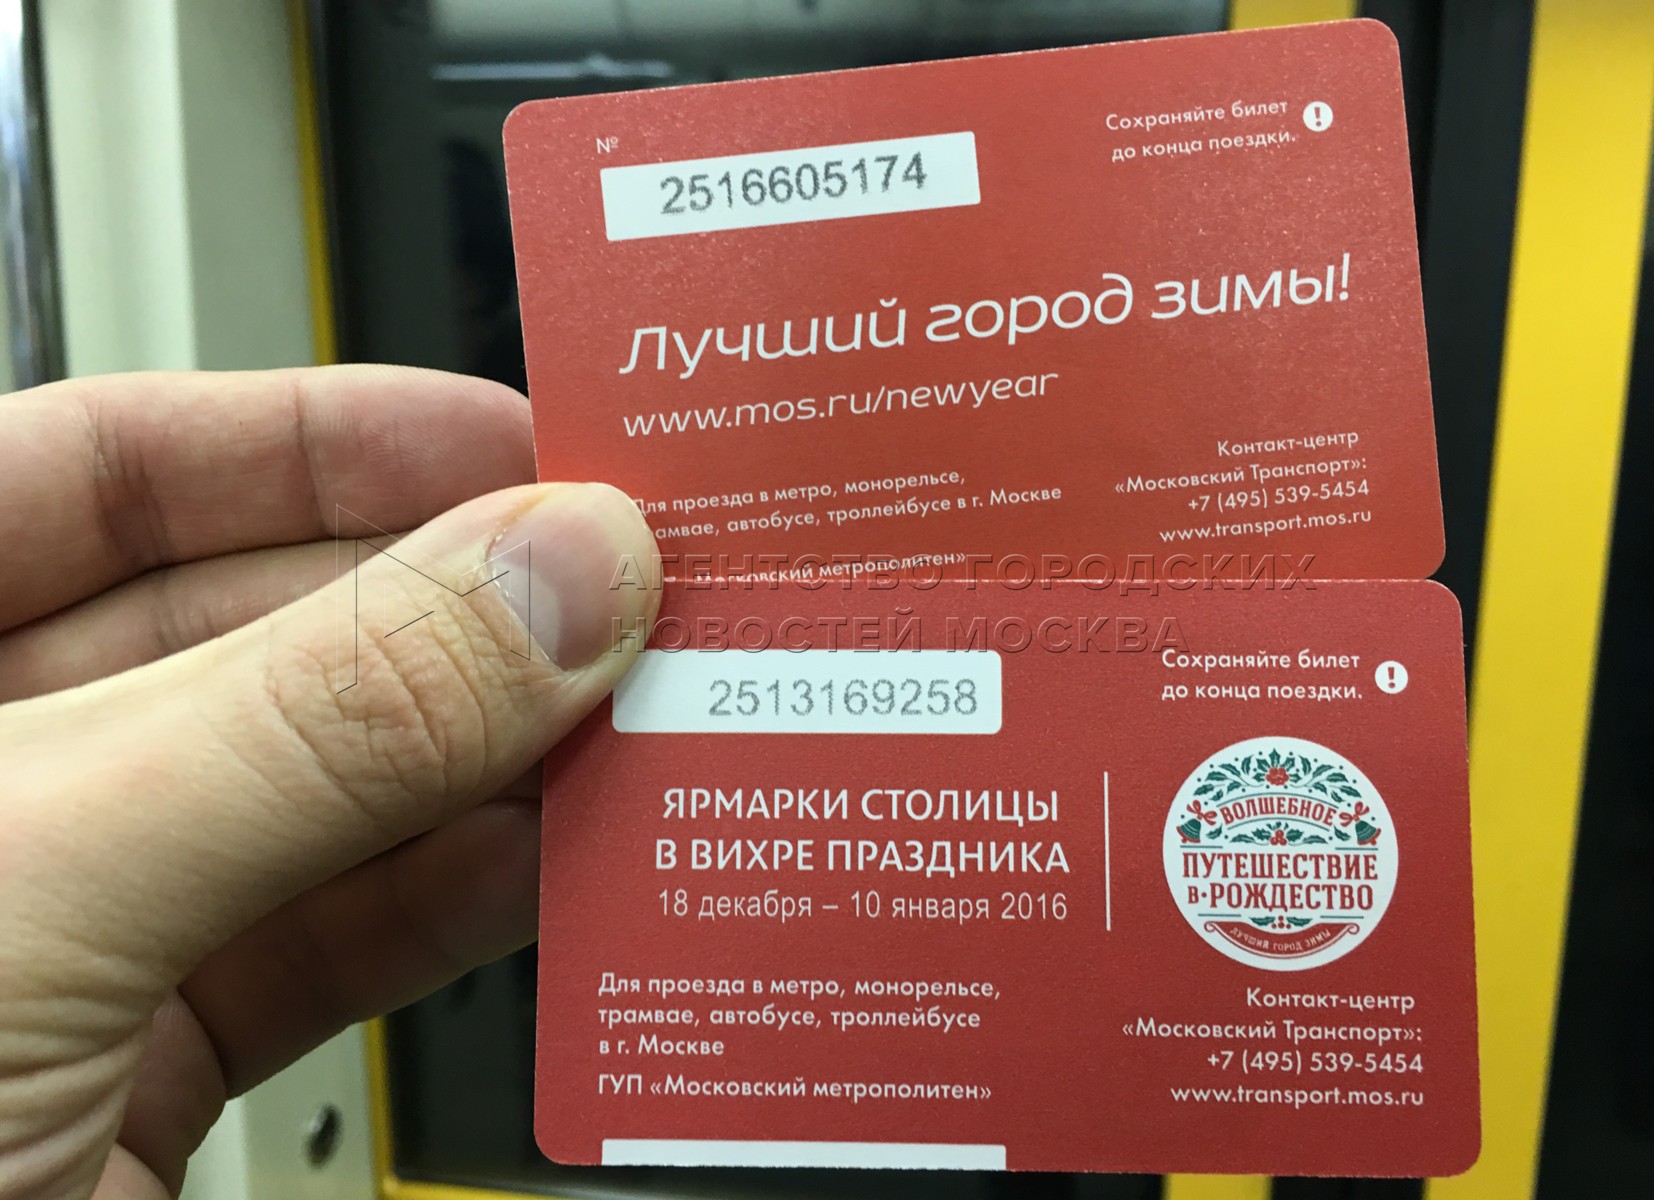 №
2516605174
Сохраняйте билет
до конца поездки.
Лучший город зимы!
www.mos.ru/newyear
Для проезда в метро, монорельсе,
трамвае, автобусе, троллейбусе в г. Москве
«Московский метрополитен»
Контакт-центр
«Московский Транспорт»:
+7 (495) 539-5454
www.transport.mos.ru
АГЕНТСТВО ГОРОДСКИХ
НОВОСТЕЙ МОСКВА
2513169258
Сохраняйте билет
до конца поездки.
ЯРМАРКИ СТОЛИЦЫ
В ВИХРЕ ПРАЗДНИКА
18 декабря – 10 января 2016
ВОЛШЕБНОЕ
ПУТЕШЕСТВИЕ
В·РОЖДЕСТВО
ЛУЧШИЙ ГОРОД ЗИМЫ
Для проезда в метро, монорельсе,
трамвае, автобусе, троллейбусе
в г. Москве
ГУП «Московский метрополитен»
Контакт-центр
«Московский Транспорт»:
+7 (495) 539-5454
www.transport.mos.ru